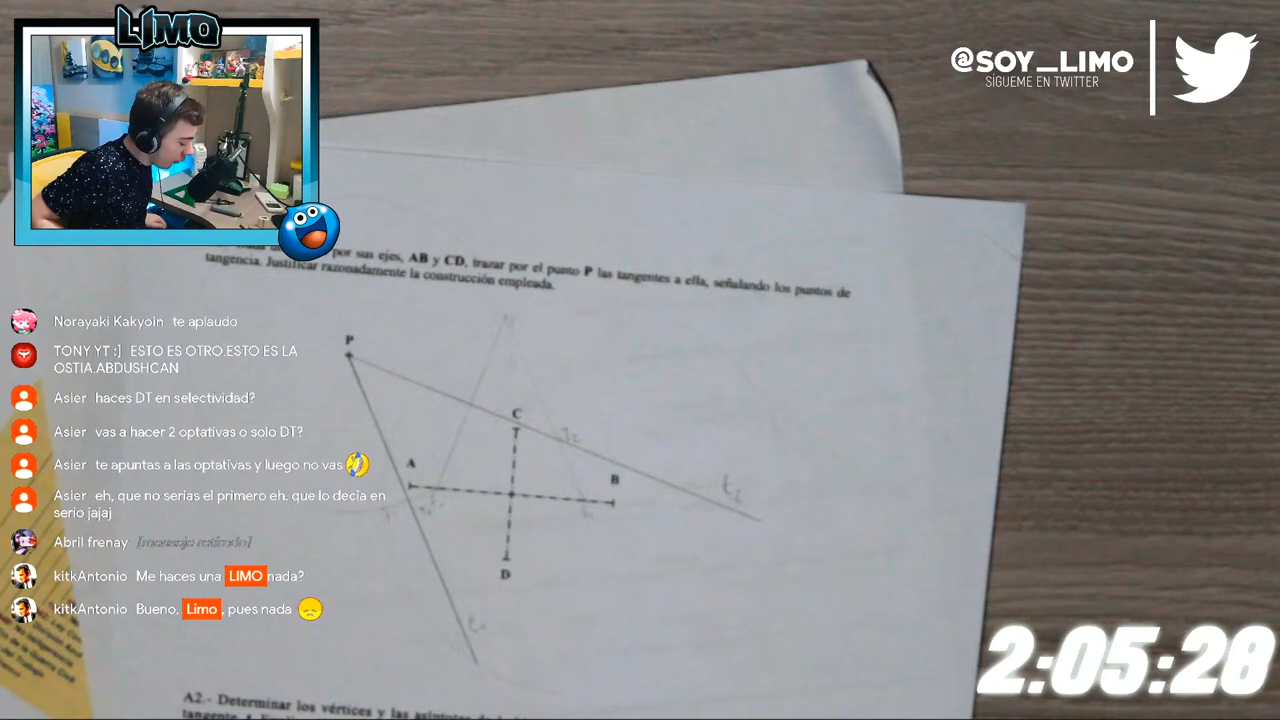 LIMO
@SOY_LIMO
SÍGUEME EN TWITTER
por sus ejes, AB y CD, trazar por el punto P las tangentes a ella, señalando los puntos de
tangencia. Justificar razonadamente la construcción empleada.
P
C
A
B
D
t2
Norayaki Kakyoin te aplaudo
TONY YT :] ESTO ES OTRO.ESTO ES LA
OSTIA.ABDUSHCAN
Asier haces DT en selectividad?
Asier vas a hacer 2 optativas o solo DT?
Asier te apuntas a las optativas y luego no vas
Asier eh, que no serias el primero eh. que lo decia en
serio jajaj
Abril frenay [mensaje retirado]
kitkAntonio Me haces una LIMO nada?
kitkAntonio Bueno, Limo, pues nada
2:05:28
A2.- Determinar los vértices y las asíntotas de
tangente